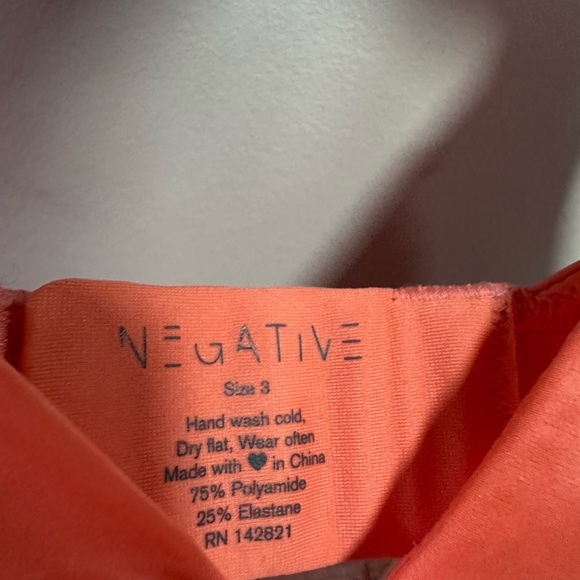 NEGATIVE
Size 3
Hand wash cold,
Dry flat, Wear often
Made with ♥ in China
75% Polyamide
25% Elastane
RN 142821